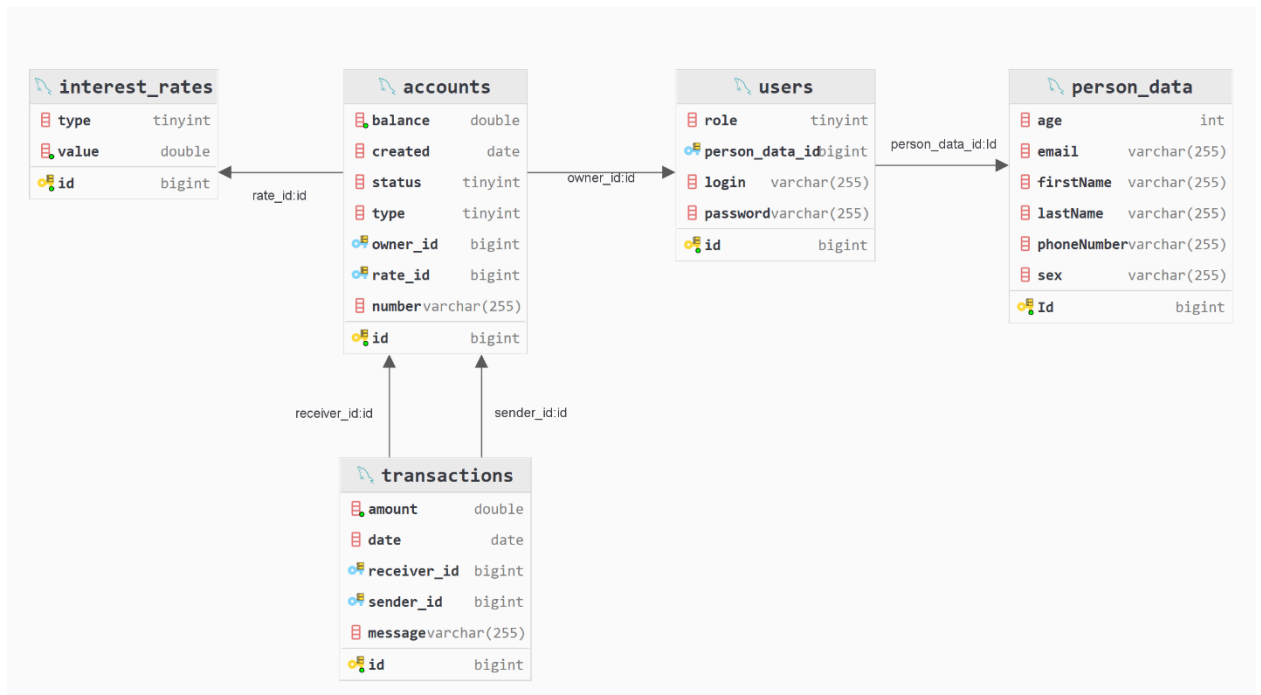 interest_rates
type tinyint
value double
id bigint
rate_id:id
accounts
balance double
created date
status tinyint
type tinyint
owner_id bigint
rate_id bigint
number varchar(255)
id bigint
owner_id:id
users
role tinyint
person_data_id bigint
login varchar(255)
password varchar(255)
id bigint
person_data_id:Id
person_data
age int
email varchar(255)
firstName varchar(255)
lastName varchar(255)
phoneNumber varchar(255)
sex varchar(255)
Id bigint
receiver_id:id
sender_id:id
transactions
amount double
date date
receiver_id bigint
sender_id bigint
message varchar(255)
id bigint